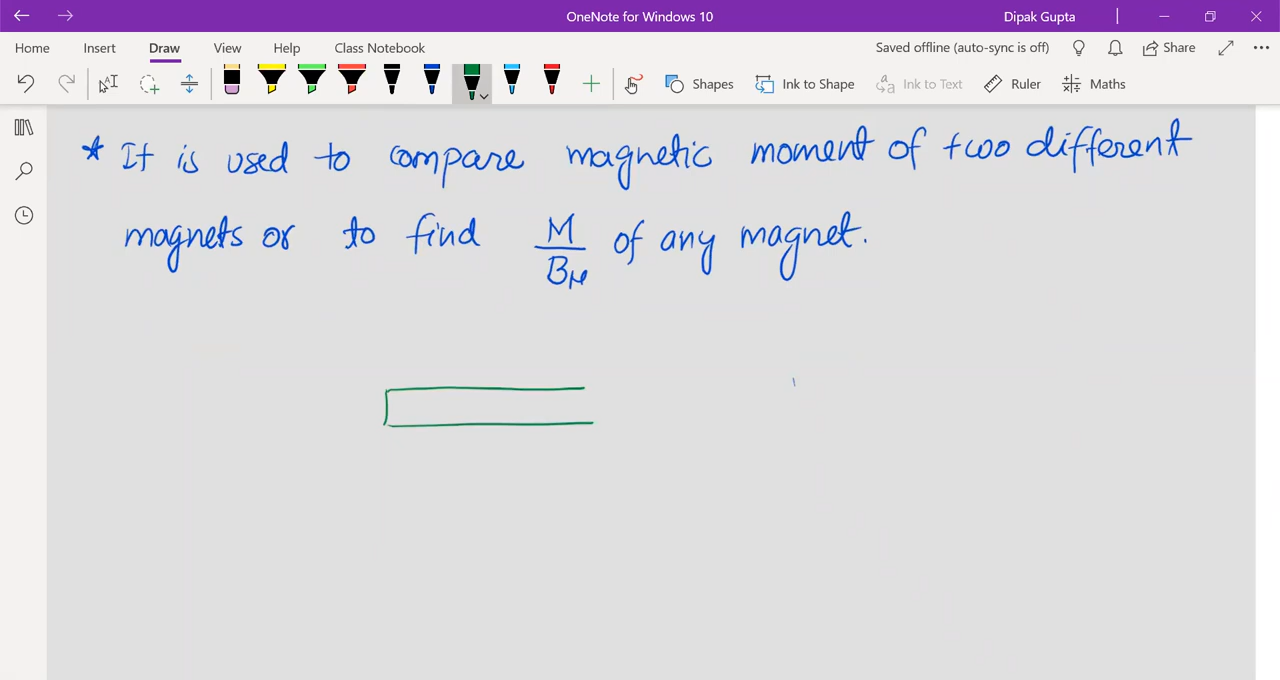 OneNote for Windows 10
Dipak Gupta
Home Insert Draw View Help Class Notebook
Saved offline (auto-sync is off) Share
Shapes Ink to Shape Ink to Text Ruler Maths
* It is used to compare magnetic moment of two different
magnets or to find M/B_H of any magnet.